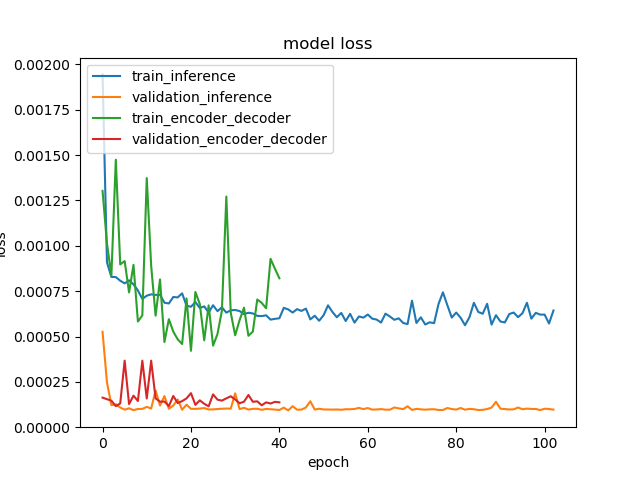 model loss
train_inference
validation_inference
train_encoder_decoder
validation_encoder_decoder
0.00200
0.00175
0.00150
0.00125
0.00100
0.00075
0.00050
0.00025
0.00000
loss
0 20 40 60 80 100
epoch